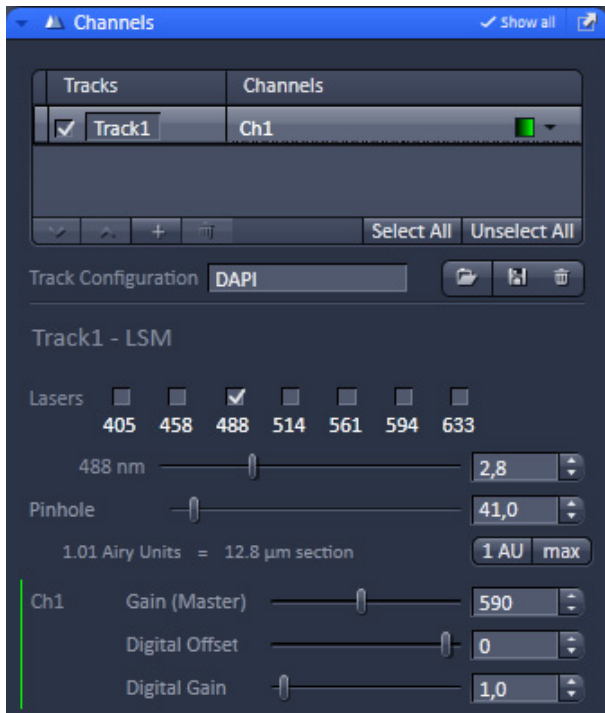 Channels Show all
Tracks Channels
Track1 Ch1
Select All Unselect All
Track Configuration DAPI
Track1 - LSM
Lasers
405 458 488 514 561 594 633
488 nm 2,8
Pinhole 41,0
1.01 Airy Units = 12.8 µm section 1 AU max
Ch1 Gain (Master) 590
Digital Offset 0
Digital Gain 1,0